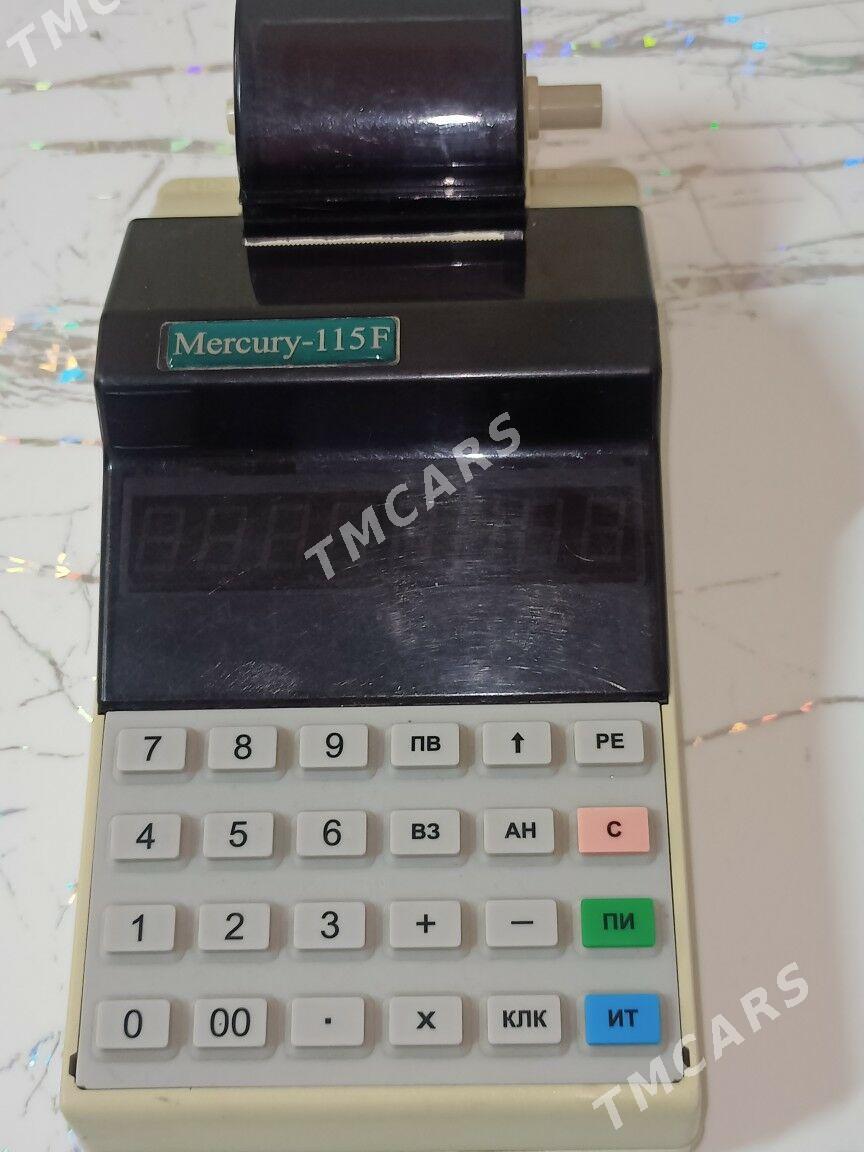 TMC
Mercury-115F
TMCARS
7 8 9 ПВ ↑ РЕ
4 5 6 ВЗ АН С
1 2 3 + − ПИ
0 00 . X КЛК ИТ
TMCARS